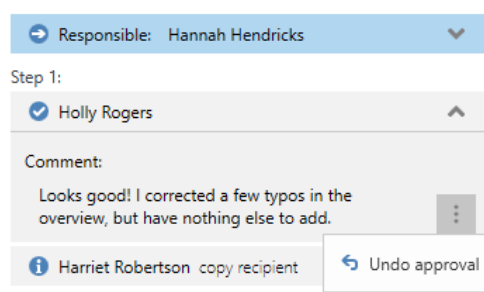 Responsible: Hannah Hendricks
Step 1:
Holly Rogers
Comment:
Looks good! I corrected a few typos in the
overview, but have nothing else to add.
Harriet Robertson copy recipient
Undo approval